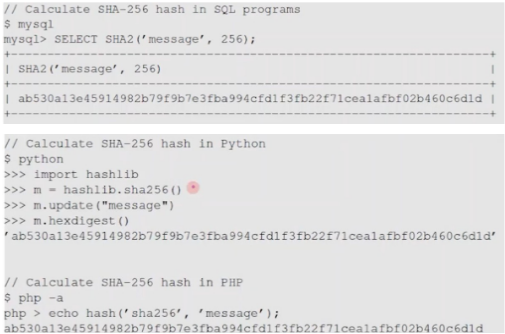 // Calculate SHA-256 hash in SQL programs
$ mysql
mysql> SELECT SHA2('message', 256);
+------------------------------------------------------------------+
| SHA2('message', 256) |
+------------------------------------------------------------------+
| ab530a13e45914982b79f9b7e3fba994cfd1f3fb22f71cea1afbf02b460c6d1d |
+------------------------------------------------------------------+
// Calculate SHA-256 hash in Python
$ python
>>> import hashlib
>>> m = hashlib.sha256()
>>> m.update("message")
>>> m.hexdigest()
'ab530a13e45914982b79f9b7e3fba994cfd1f3fb22f71cea1afbf02b460c6d1d'
// Calculate SHA-256 hash in PHP
$ php -a
php > echo hash('sha256', 'message');
ab530a13e45914982b79f9b7e3fba994cfd1f3fb22f71cea1afbf02b460c6d1d